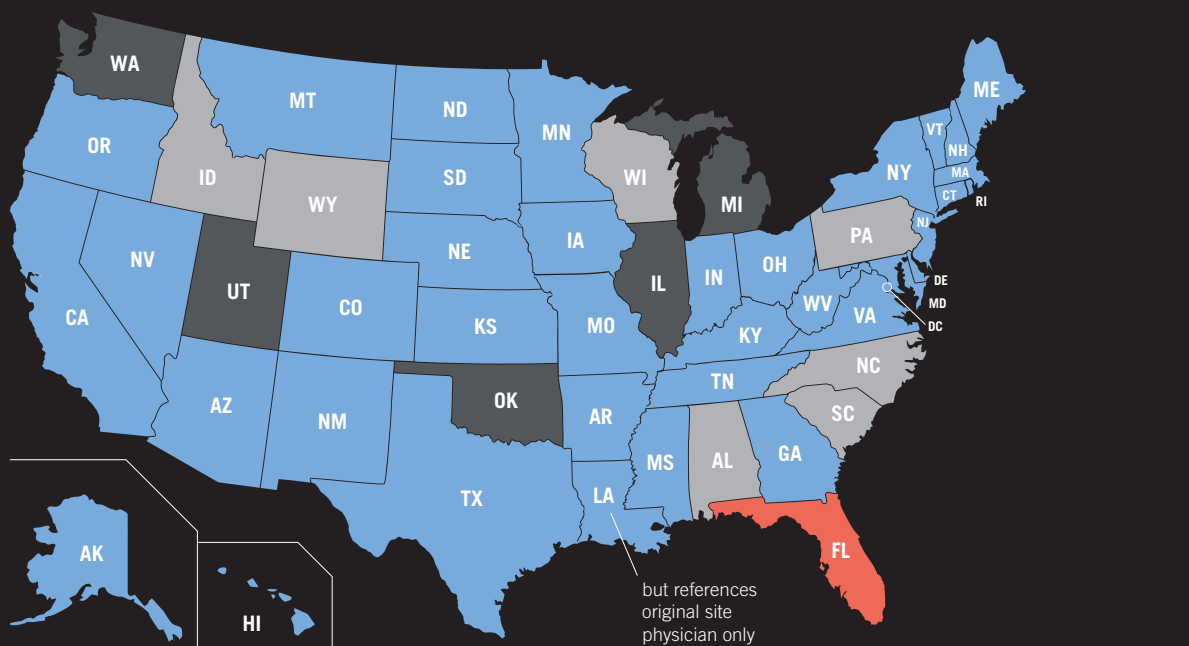 WA
MT
ND
MN
ME
OR
ID
WY
SD
WI
MI
NY
VT
NH
MA
CT
RI
NV
UT
CO
NE
IA
IL
IN
OH
PA
NJ
CA
KS
MO
KY
WV
VA
DE
MD
DC
AZ
NM
OK
AR
TN
NC
SC
TX
LA
MS
AL
GA
FL
AK
HI
but references
original site
physician only